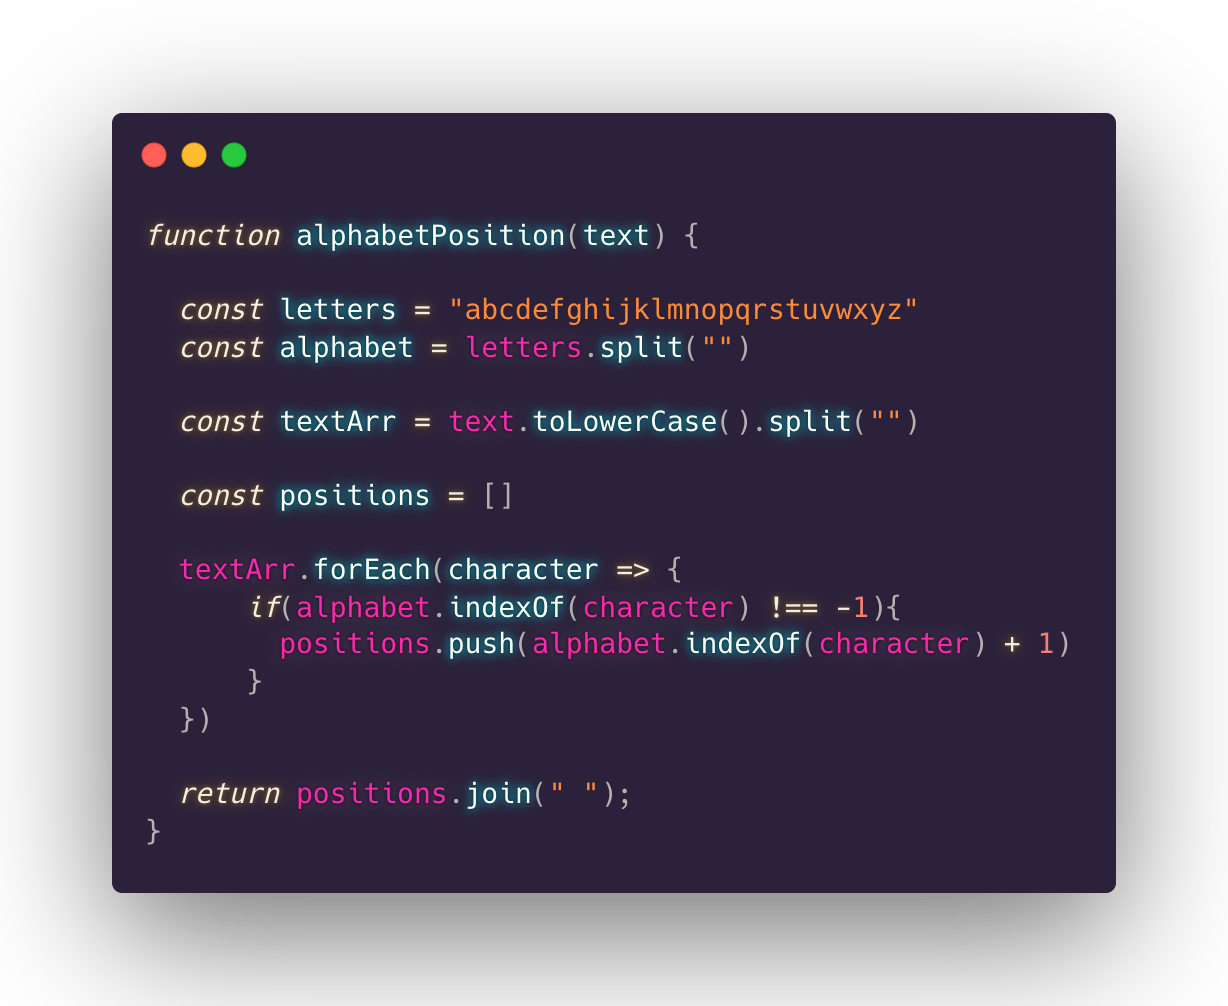 function alphabetPosition(text) {
  const letters = "abcdefghijklmnopqrstuvwxyz"
  const alphabet = letters.split("")
  const textArr = text.toLowerCase().split("")
  const positions = []
  textArr.forEach(character => {
      if(alphabet.indexOf(character) !== -1){
        positions.push(alphabet.indexOf(character) + 1)
      }
  })
  return positions.join(" ");
}